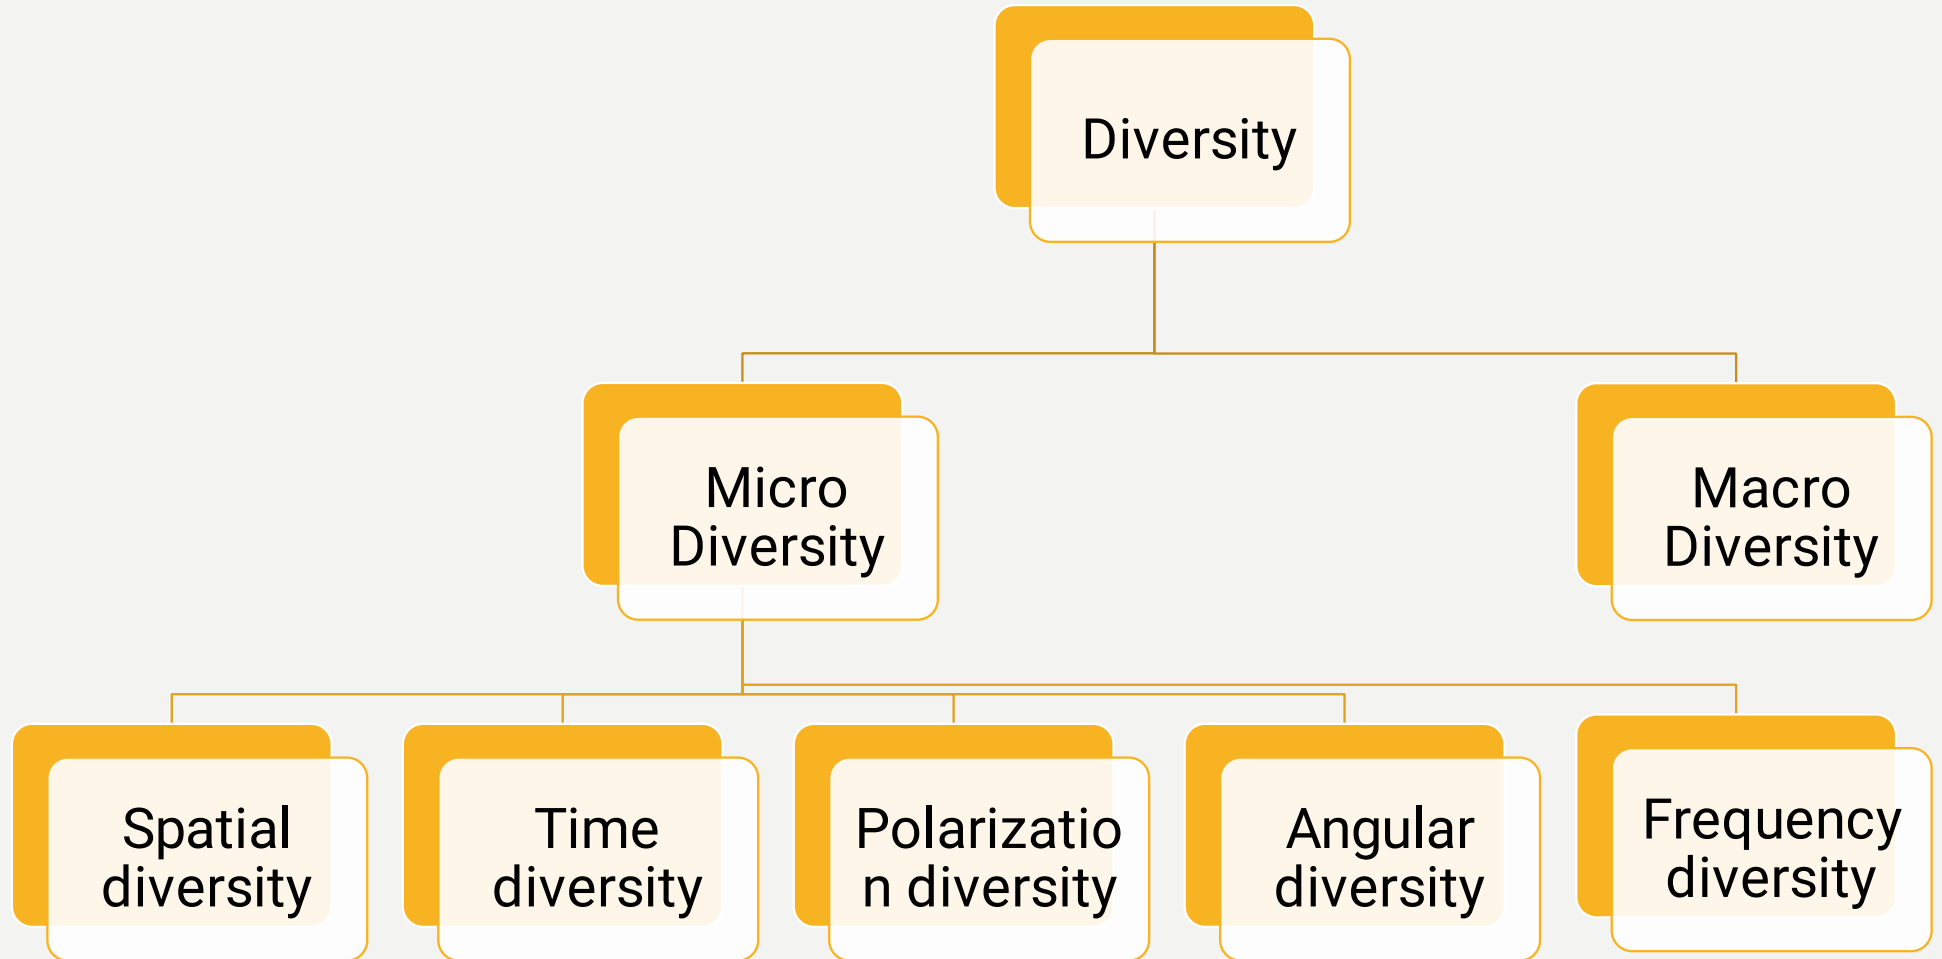 Diversity
Micro
Diversity
Macro
Diversity
Spatial
diversity
Time
diversity
Polarizatio
n diversity
Angular
diversity
Frequency
diversity